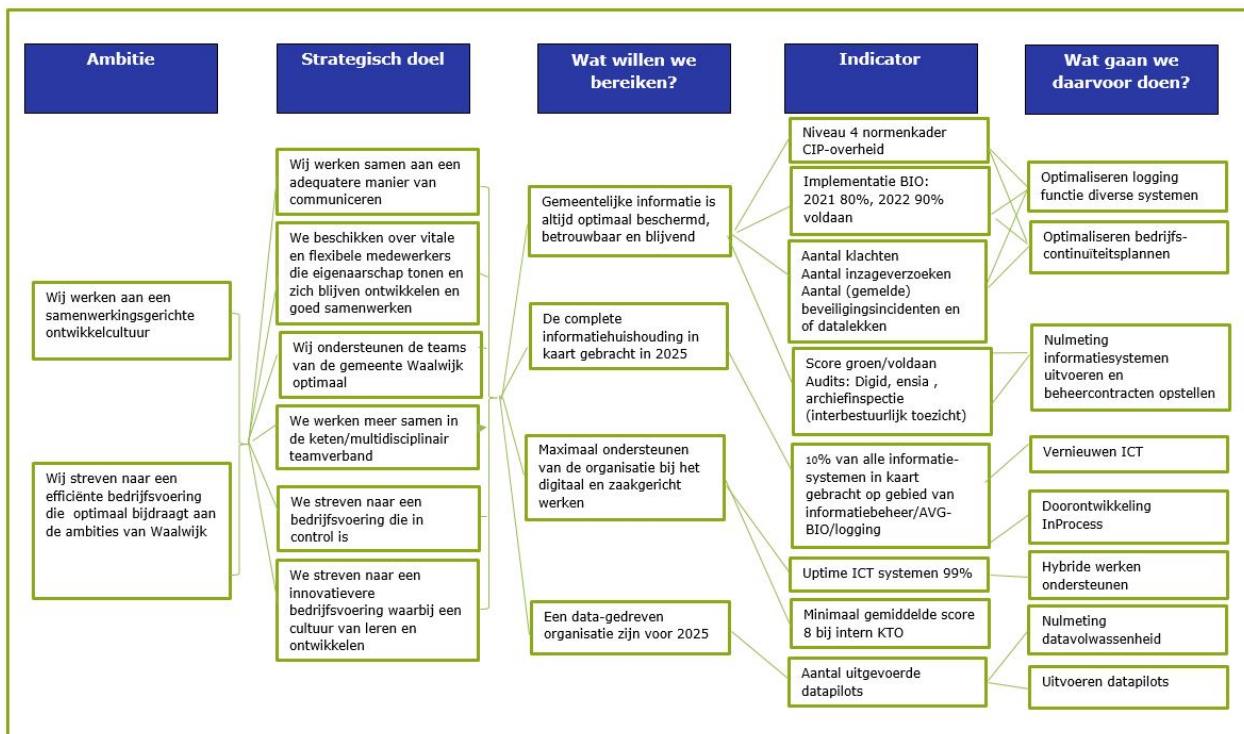 Ambitie
Strategisch doel
Wat willen we
bereiken?
Indicator
Wat gaan we
daarvoor doen?
Wij werken aan een
samenwerkingsgerichte
ontwikkelcultuur
Wij streven naar een
efficiënte bedrijfsvoering
die optimaal bijdraagt aan
de ambities van Waalwijk
Wij werken samen aan een
adequatere manier van
communiceren
We beschikken over vitale
en flexibele medewerkers
die eigenaarschap tonen en
zich blijven ontwikkelen en
goed samenwerken
Wij ondersteunen de teams
van de gemeente Waalwijk
optimaal
We werken meer samen in
de keten/multidisciplinair
teamverband
We streven naar een
bedrijfsvoering die in
control is
We streven naar een
innovatievere
bedrijfsvoering waarbij een
cultuur van leren en
ontwikkelen
Gemeentelijke informatie is
altijd optimaal beschermd,
betrouwbaar en blijvend
De complete
informatiehuishouding in
kaart gebracht in 2025
Maximaal ondersteunen
van de organisatie bij het
digitaal en zaakgericht
werken
Een data-gedreven
organisatie zijn voor 2025
Niveau 4 normenkader
CIP-overheid
Implementatie BIO:
2021 80%, 2022 90%
voldaan
Aantal klachten
Aantal inzageverzoeken
Aantal (gemelde)
beveiligingsincidenten en
of datalekken
Score groen/voldaan
Audits: Digid, ensia ,
archiefinspectie
(interbestuurlijk toezicht)
10% van alle informatie-
systemen in kaart
gebracht op gebied van
informatiebeheer/AVG-
BIO/logging
Uptime ICT systemen 99%
Minimaal gemiddelde score
8 bij intern KTO
Aantal uitgevoerde
datapilots
Optimaliseren logging
functie diverse systemen
Optimaliseren bedrijfs-
continuïteitsplannen
Nulmeting
informatiesystemen
uitvoeren en
beheercontracten opstellen
Vernieuwen ICT
Doorontwikkeling
InProcess
Hybride werken
ondersteunen
Nulmeting
datavolwassenheid
Uitvoeren datapilots